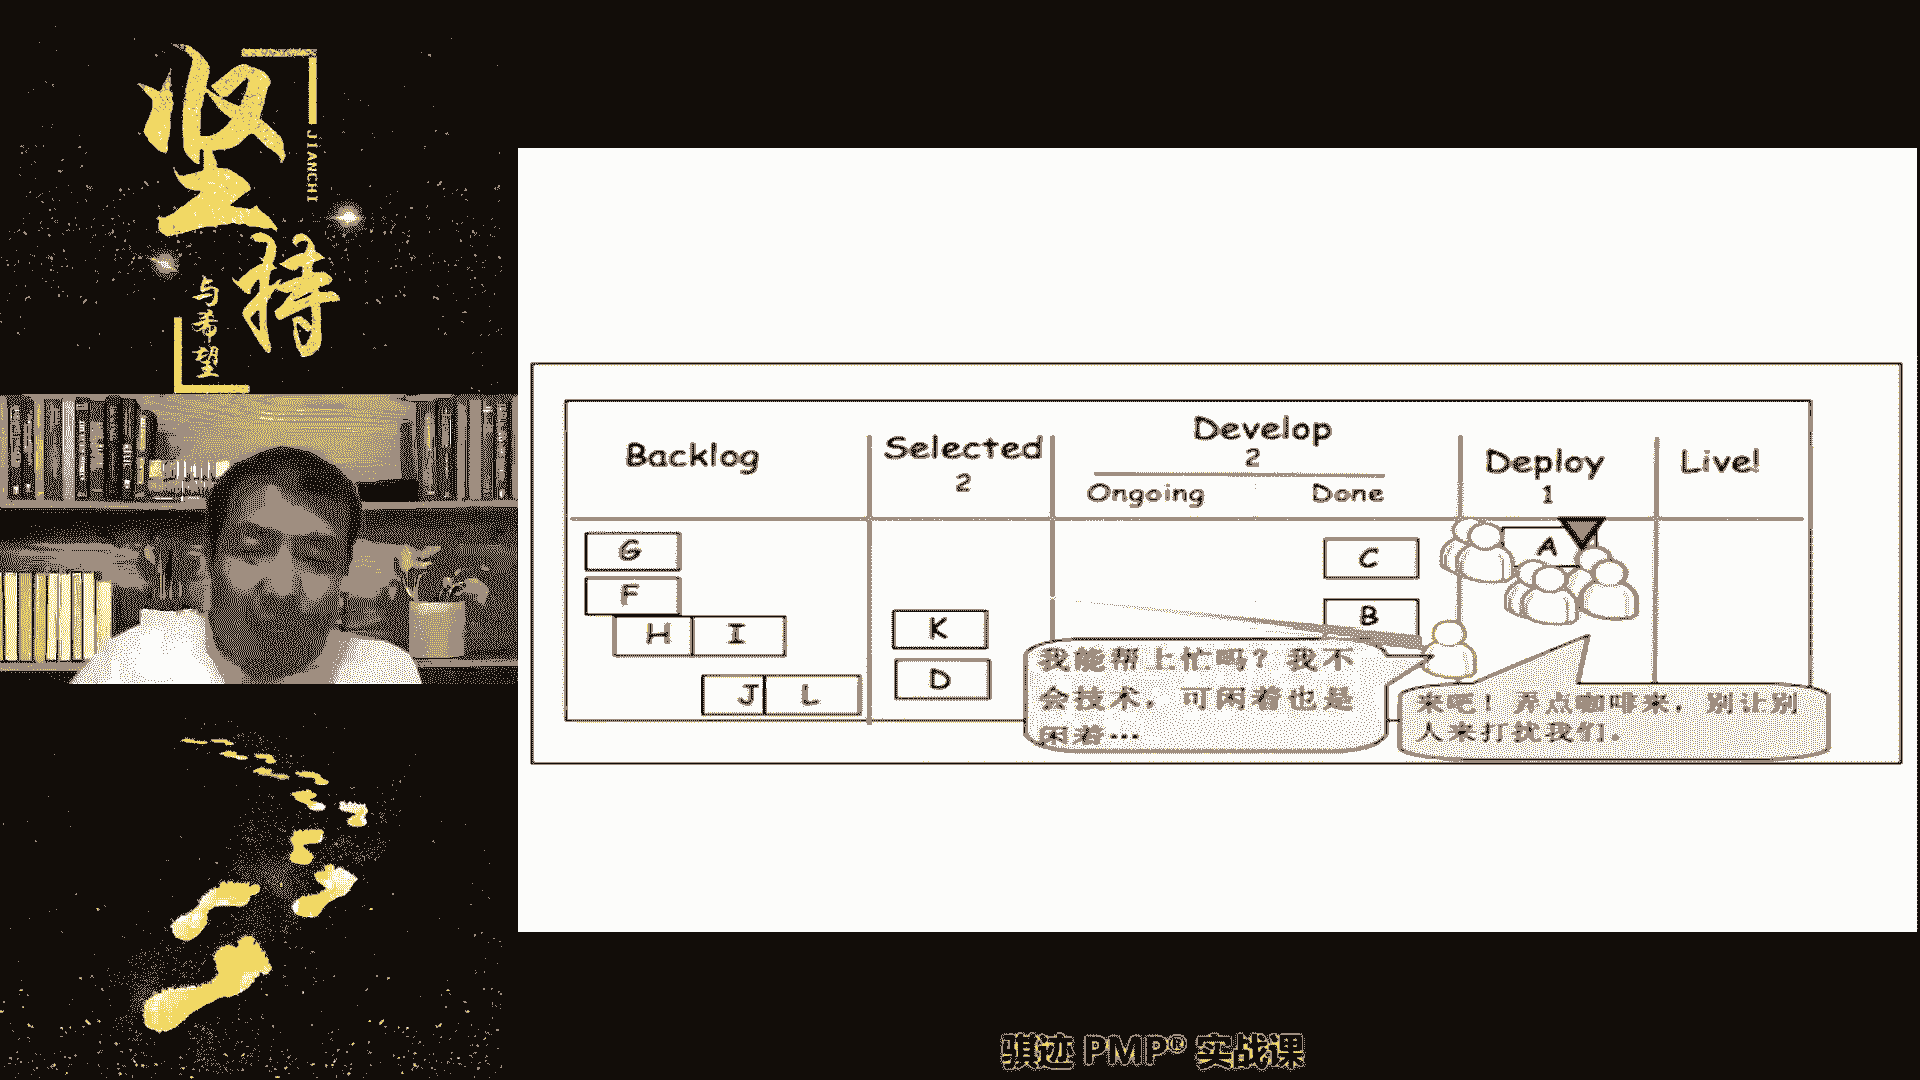 坚持
JIANCHI
与希望
Backlog
Selected
2
Develop
2
Ongoing
Done
Deploy
1
Live!
G
F
H
I
J
L
K
D
C
B
A
我能帮上忙吗？我不
会技术，可闲着也是
闲着…
来吧！弄点咖啡来，别让别
人来打扰我们。
骐迹 PMP® 实战课